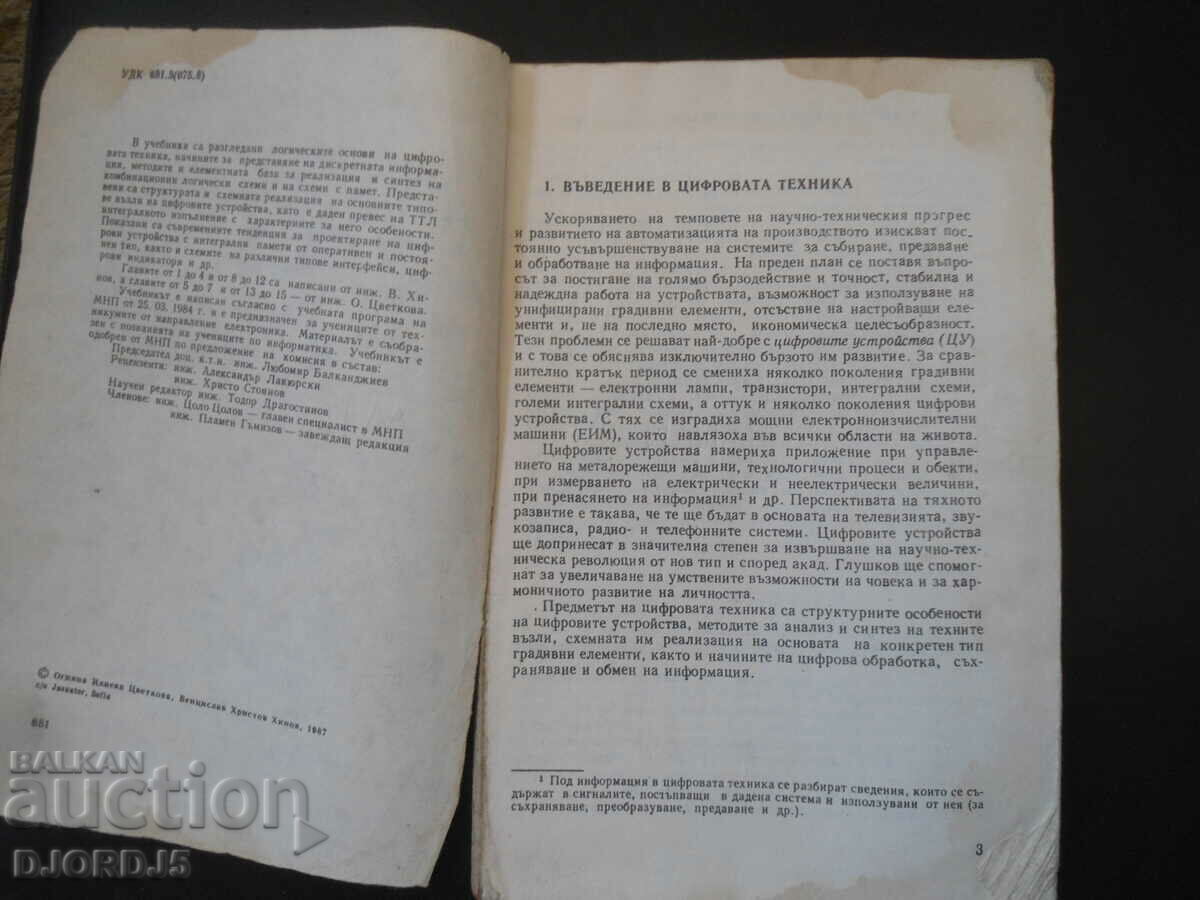 УДК 681.3(075.8)
В учебника са разгледани логическите основи на цифро-
вата техника, начините за представяне на дискретната информа-
ция, методите и елементната база за реализация и синтез на
комбинационни логически схеми и на схеми с памет. Предста-
вени са структурата и схемната реализация на основните типо-
ве възли на цифровите устройства, като е даден превес на ТТЛ
интегралното изпълнение с характерните за него особености.
Показани са съвременните тенденции за проектиране на циф-
рови устройства с интегрални памети от оперативен и постоя-
нен тип, както и схемите на различни типове интерфейси, циф-
рови индикатори и др.
Главите от 1 до 4 и от 8 до 12 са написани от инж. В. Хи-
нов, а главите от 5 до 7 и от 13 до 15 — от инж. О. Цветкова.
Учебникът е написан съгласно с учебната програма на
МНП от 25. 03. 1984 г. и е предназначен за учениците от тех-
никумите от направление електроника. Материалът е съобра-
зен с познанията на учениците по информатика. Учебникът е
одобрен от МНП по предложение на комисия в състав:
Председател доц. к.т.н. инж. Любомир Балканджиев
Рецензенти: инж. Александър Лакюрски
инж. Христо Стоянов
Научен редактор инж. Тодор Драгостинов
Членове: инж. Цоло Цолов — главен специалист в МНП
инж. Пламен Гъмизов — завеждащ редакция
© Огняна Илиева Цветкова, Венцислав Христов Хинов, 1987
c/o Jusautor, Sofia
681
1. ВЪВЕДЕНИЕ В ЦИФРОВАТА ТЕХНИКА
Ускоряването на темповете на научно-техническия прогрес
и развитието на автоматизацията на производството изискват пос-
тоянно усъвършенствуване на системите за събиране, предаване
и обработване на информация. На преден план се поставя въпро-
сът за постигане на голямо бързодействие и точност, стабилна и
надеждна работа на устройствата, възможност за използуване на
унифицирани градивни елементи, отсъствие на настройващи еле-
менти и, не на последно място, икономическа целесъобразност.
Тези проблеми се решават най-добре с цифровите устройства (ЦУ)
и с това се обяснява изключително бързото им развитие. За срав-
нително кратък период се смениха няколко поколения градивни
елементи — електронни лампи, транзистори, интегрални схеми,
големи интегрални схеми, а оттук и няколко поколения цифрови
устройства. С тях се изградиха мощни електронноизчислителни
машини (ЕИМ), които навлязоха във всички области на живота.
Цифровите устройства намериха приложение при управле-
нието на металорежещи машини, технологични процеси и обекти,
при измерването на електрически и неелектрически величини,
при пренасянето на информация¹ и др. Перспективата на тяхното
развитие е такава, че те ще бъдат в основата на телевизията, зву-
козаписа, радио- и телефонните системи. Цифровите устройства
ще допринесат в значителна степен за извършване на научно-техни-
ческа революция от нов тип и според акад. Глушков ще спомог-
нат за увеличаване на умствените възможности на човека и за хар-
моничното развитие на личността.
. Предметът на цифровата техника са структурните особености
на цифровите устройства, методите за анализ и синтез на техните
възли, схемната им реализация на основата на конкретен тип
градивни елементи, както и начините на цифрова обработка, съх-
раняване и обмен на информация.
¹ Под информация в цифровата техника се разбират сведения, които се съ-
държат в сигналите, постъпващи в дадена система и използувани от нея (за
съхраняване, преобразуване, предаване и др.).
3
BALKAN
auction
DJORDJ5